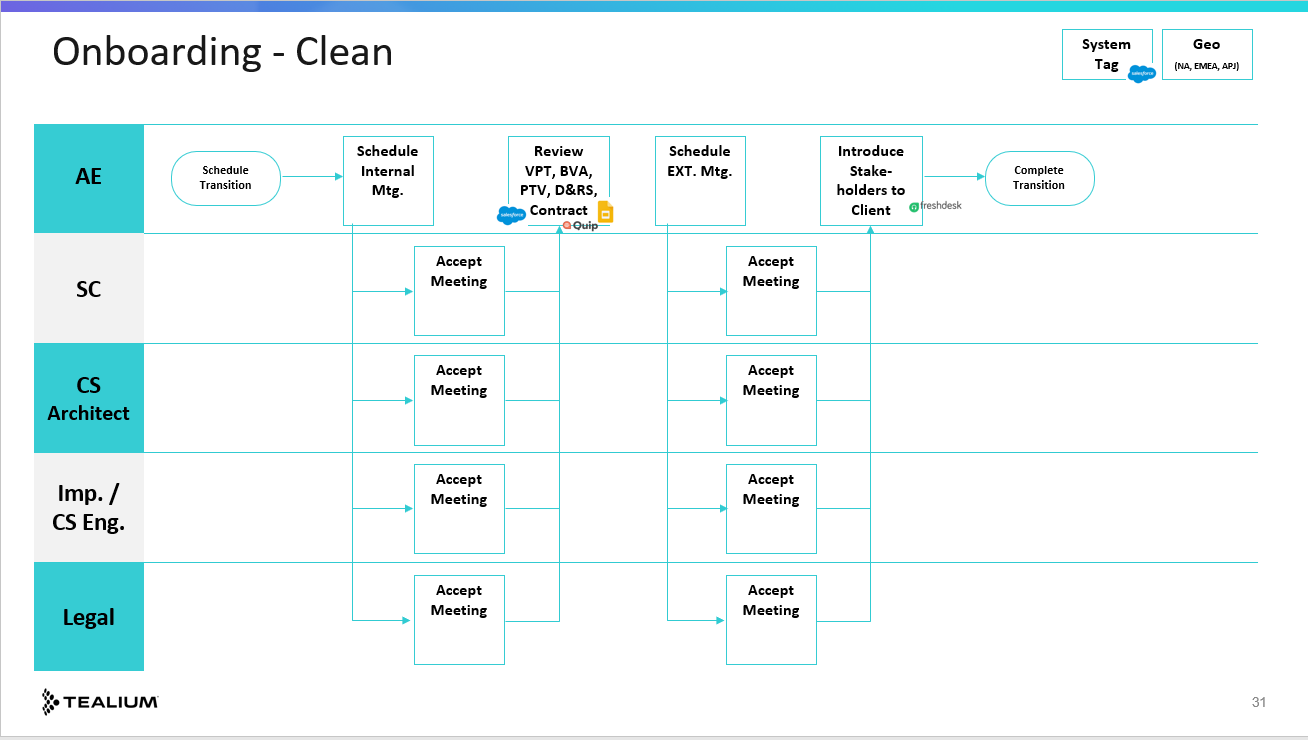 Onboarding - Clean
System
Tag
salesforce
Geo
(NA, EMEA, APJ)
AE
Schedule
Transition
Schedule
Internal
Mtg.
Review
VPT, BVA,
PTV, D&RS,
Contract
salesforce
Quip
Schedule
EXT. Mtg.
Introduce
Stake-
holders to
Client
freshdesk
Complete
Transition
SC
Accept
Meeting
Accept
Meeting
CS
Architect
Accept
Meeting
Accept
Meeting
Imp. /
CS Eng.
Accept
Meeting
Accept
Meeting
Legal
Accept
Meeting
Accept
Meeting
TEALIUM
31